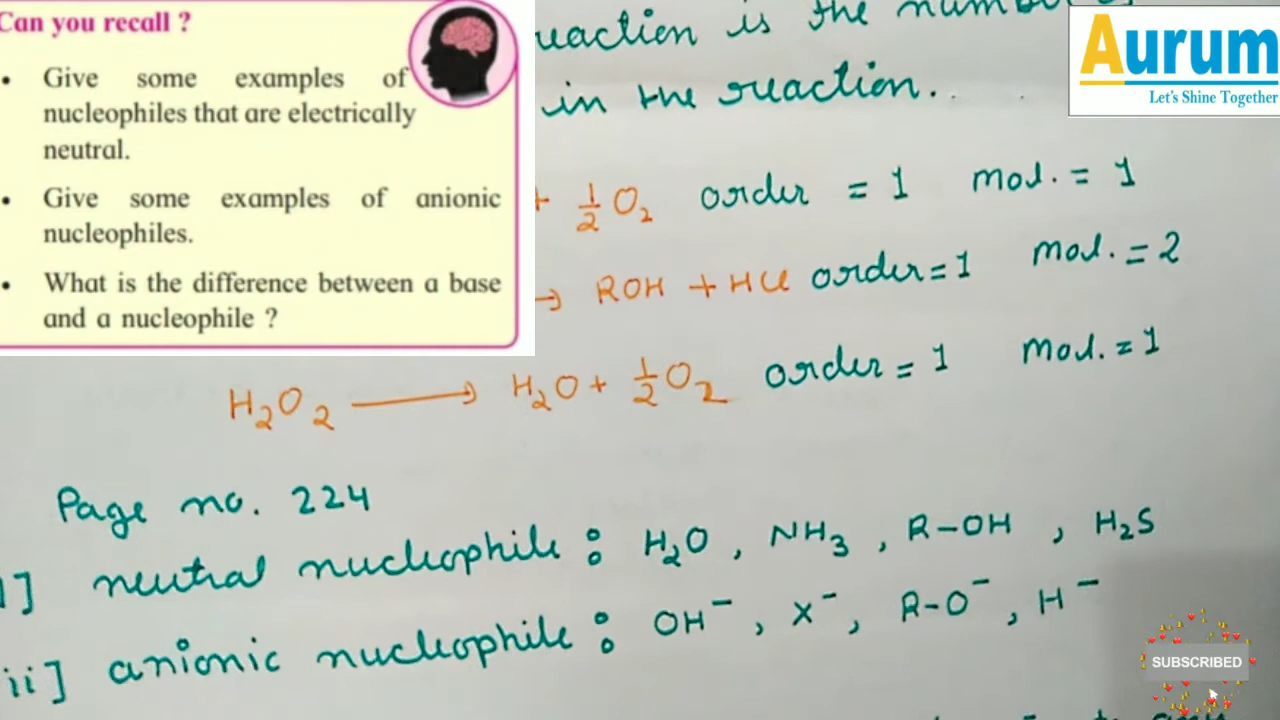 Can you recall ?
• Give some examples of
nucleophiles that are electrically
neutral.
• Give some examples of anionic
nucleophiles.
• What is the difference between a base
and a nucleophile ?
Aurum
Let's Shine Together
reaction is the number
in the reaction.
+ 1/2 O₂ order = 1 mol. = 1
→ ROH + HCl order = 1 mol. = 2
H₂O₂ → H₂O + 1/2 O₂ order = 1 mol. = 1
Page no. 224
i] neutral nucleophile : H₂O , NH₃ , R-OH , H₂S
ii] anionic nucleophile : OH⁻ , X⁻ , R-O⁻ , H⁻
SUBSCRIBED